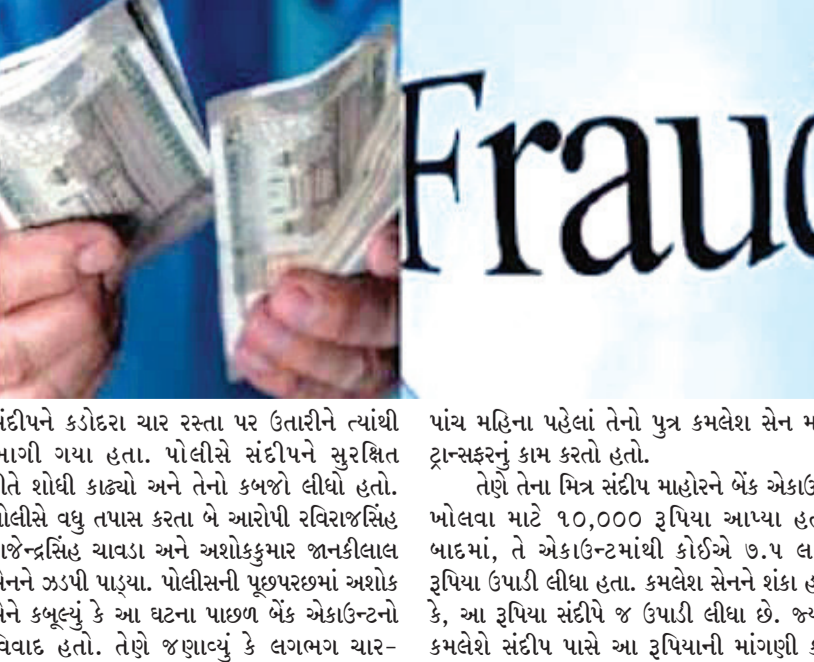 Fraud
સંદીપને કડોદરા ચાર રસ્તા પર ઉતારીને ત્યાંથી
ભાગી ગયા હતા. પોલીસે સંદીપને સુરક્ષિત
રીતે શોધી કાઢ્યો અને તેનો કબજો લીધો હતો.
પોલીસે વધુ તપાસ કરતા બે આરોપી રવિરાજસિંહ
રાજેન્દ્રસિંહ ચાવડા અને અશોકકુમાર જાનકીલાલ
સેનને ઝડપી પાડ્યા. પોલીસની પૂછપરછમાં અશોક
સેને કબૂલ્યું કે આ ઘટના પાછળ બેંક એકાઉન્ટનો
વિવાદ હતો. તેણે જણાવ્યું કે લગભગ ચાર-
પાંચ મહિના પહેલાં તેનો પુત્ર કમલેશ સેન
ટ્રાન્સફરનું કામ કરતો હતો.
તેણે તેના મિત્ર સંદીપ માહોરને બેંક
ખોલવા માટે ૧૦,૦૦૦ રૂપિયા આપ્યા
બાદમાં, તે એકાઉન્ટમાંથી કોઈએ ૭.૫
રૂપિયા ઉપાડી લીધા હતા. કમલેશ સેનને શંકા
કે, આ રૂપિયા સંદીપે જ ઉપાડી લીધા છે.
કમલેશે સંદીપ પાસે આ રૂપિયાની માંગણી